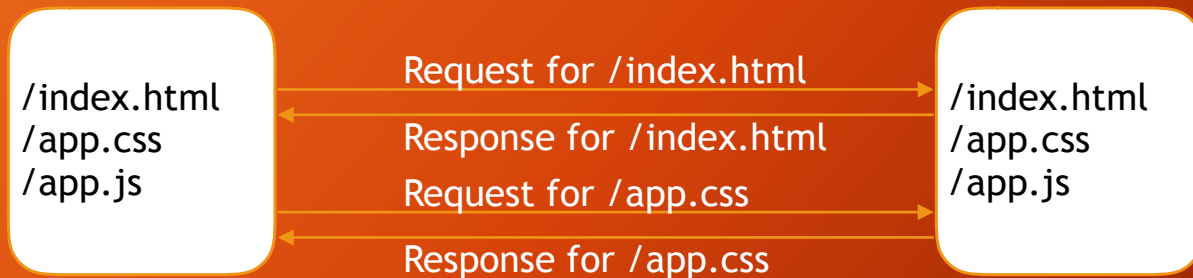 /index.html
/app.css
/app.js
Request for /index.html
Response for /index.html
Request for /app.css
Response for /app.css
/index.html
/app.css
/app.js